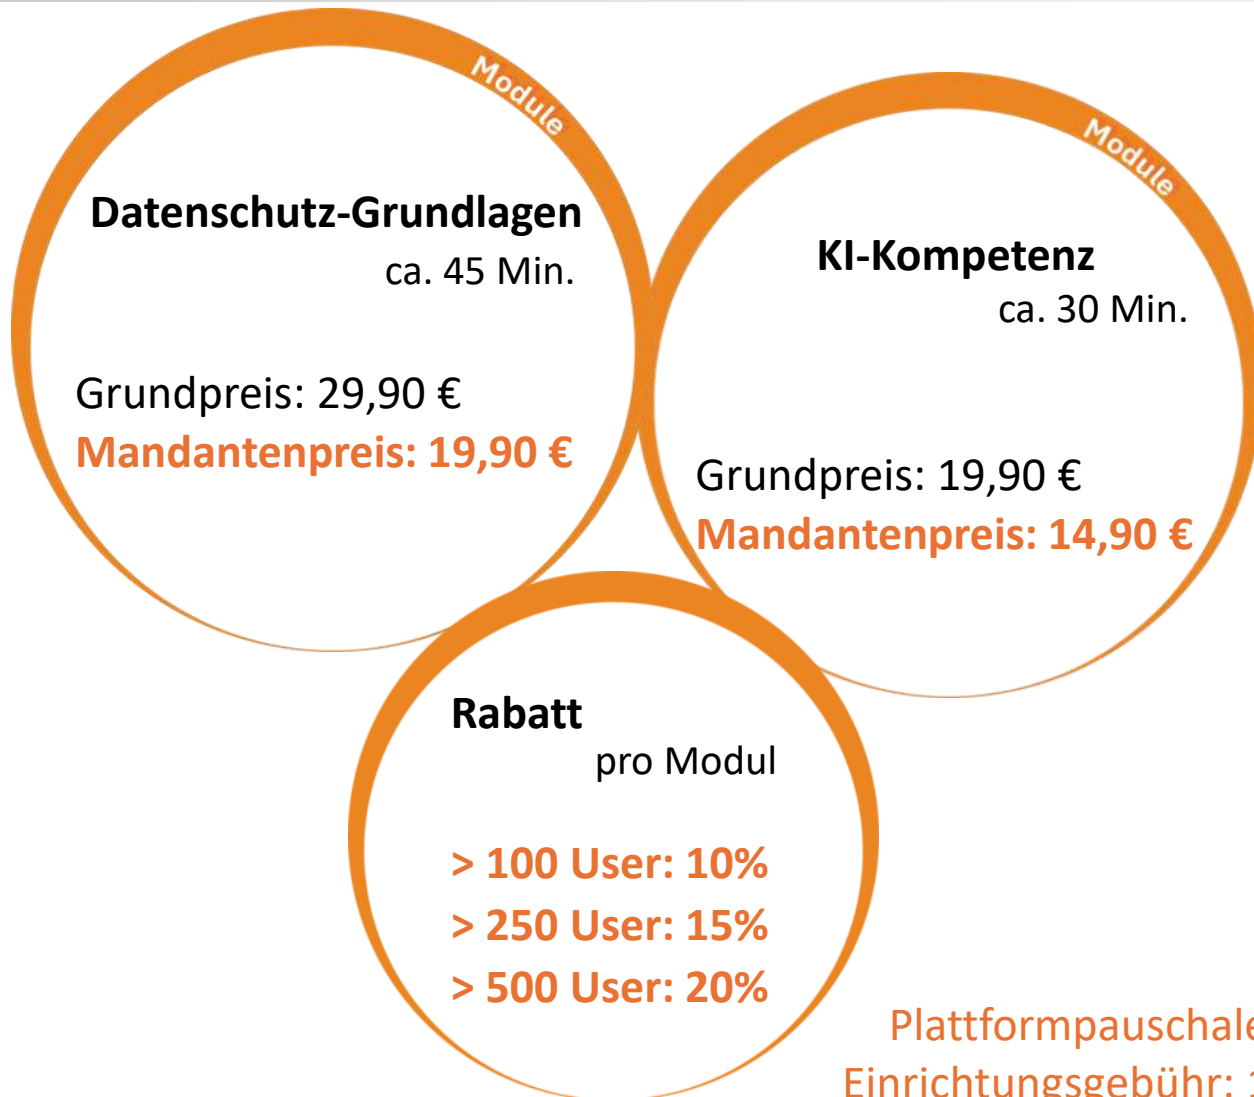 Module
Datenschutz-Grundlagen
ca. 45 Min.
Grundpreis: 29,90 €
Mandantenpreis: 19,90 €
Module
KI-Kompetenz
ca. 30 Min.
Grundpreis: 19,90 €
Mandantenpreis: 14,90 €
Rabatt
pro Modul
> 100 User: 10%
> 250 User: 15%
> 500 User: 20%
Plattformpauschale
Einrichtungsgebühr: